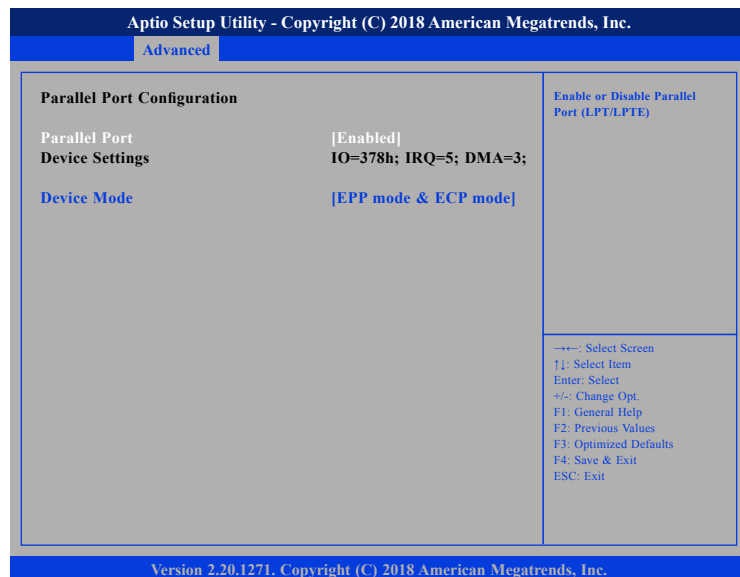 Aptio Setup Utility - Copyright (C) 2018 American Megatrends, Inc.
Advanced
Parallel Port Configuration
Parallel Port [Enabled]
Device Settings IO=378h; IRQ=5; DMA=3;
Device Mode [EPP mode & ECP mode]
Enable or Disable Parallel
Port (LPT/LPTE)
→←: Select Screen
↑↓: Select Item
Enter: Select
+/-: Change Opt.
F1: General Help
F2: Previous Values
F3: Optimized Defaults
F4: Save & Exit
ESC: Exit
Version 2.20.1271. Copyright (C) 2018 American Megatrends, Inc.